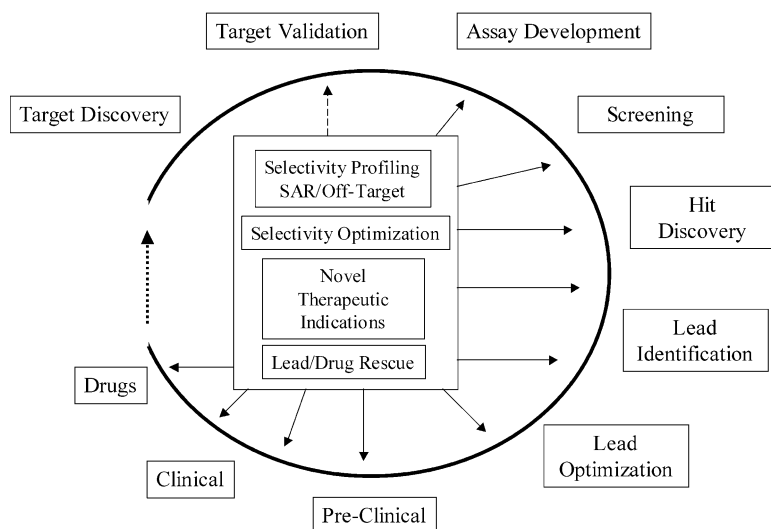 Target Validation
Assay Development
Target Discovery
Screening
Selectivity Profiling
SAR/Off-Target
Hit
Discovery
Selectivity Optimization
Novel
Therapeutic
Indications
Lead
Identification
Lead/Drug Rescue
Drugs
Lead
Optimization
Clinical
Pre-Clinical